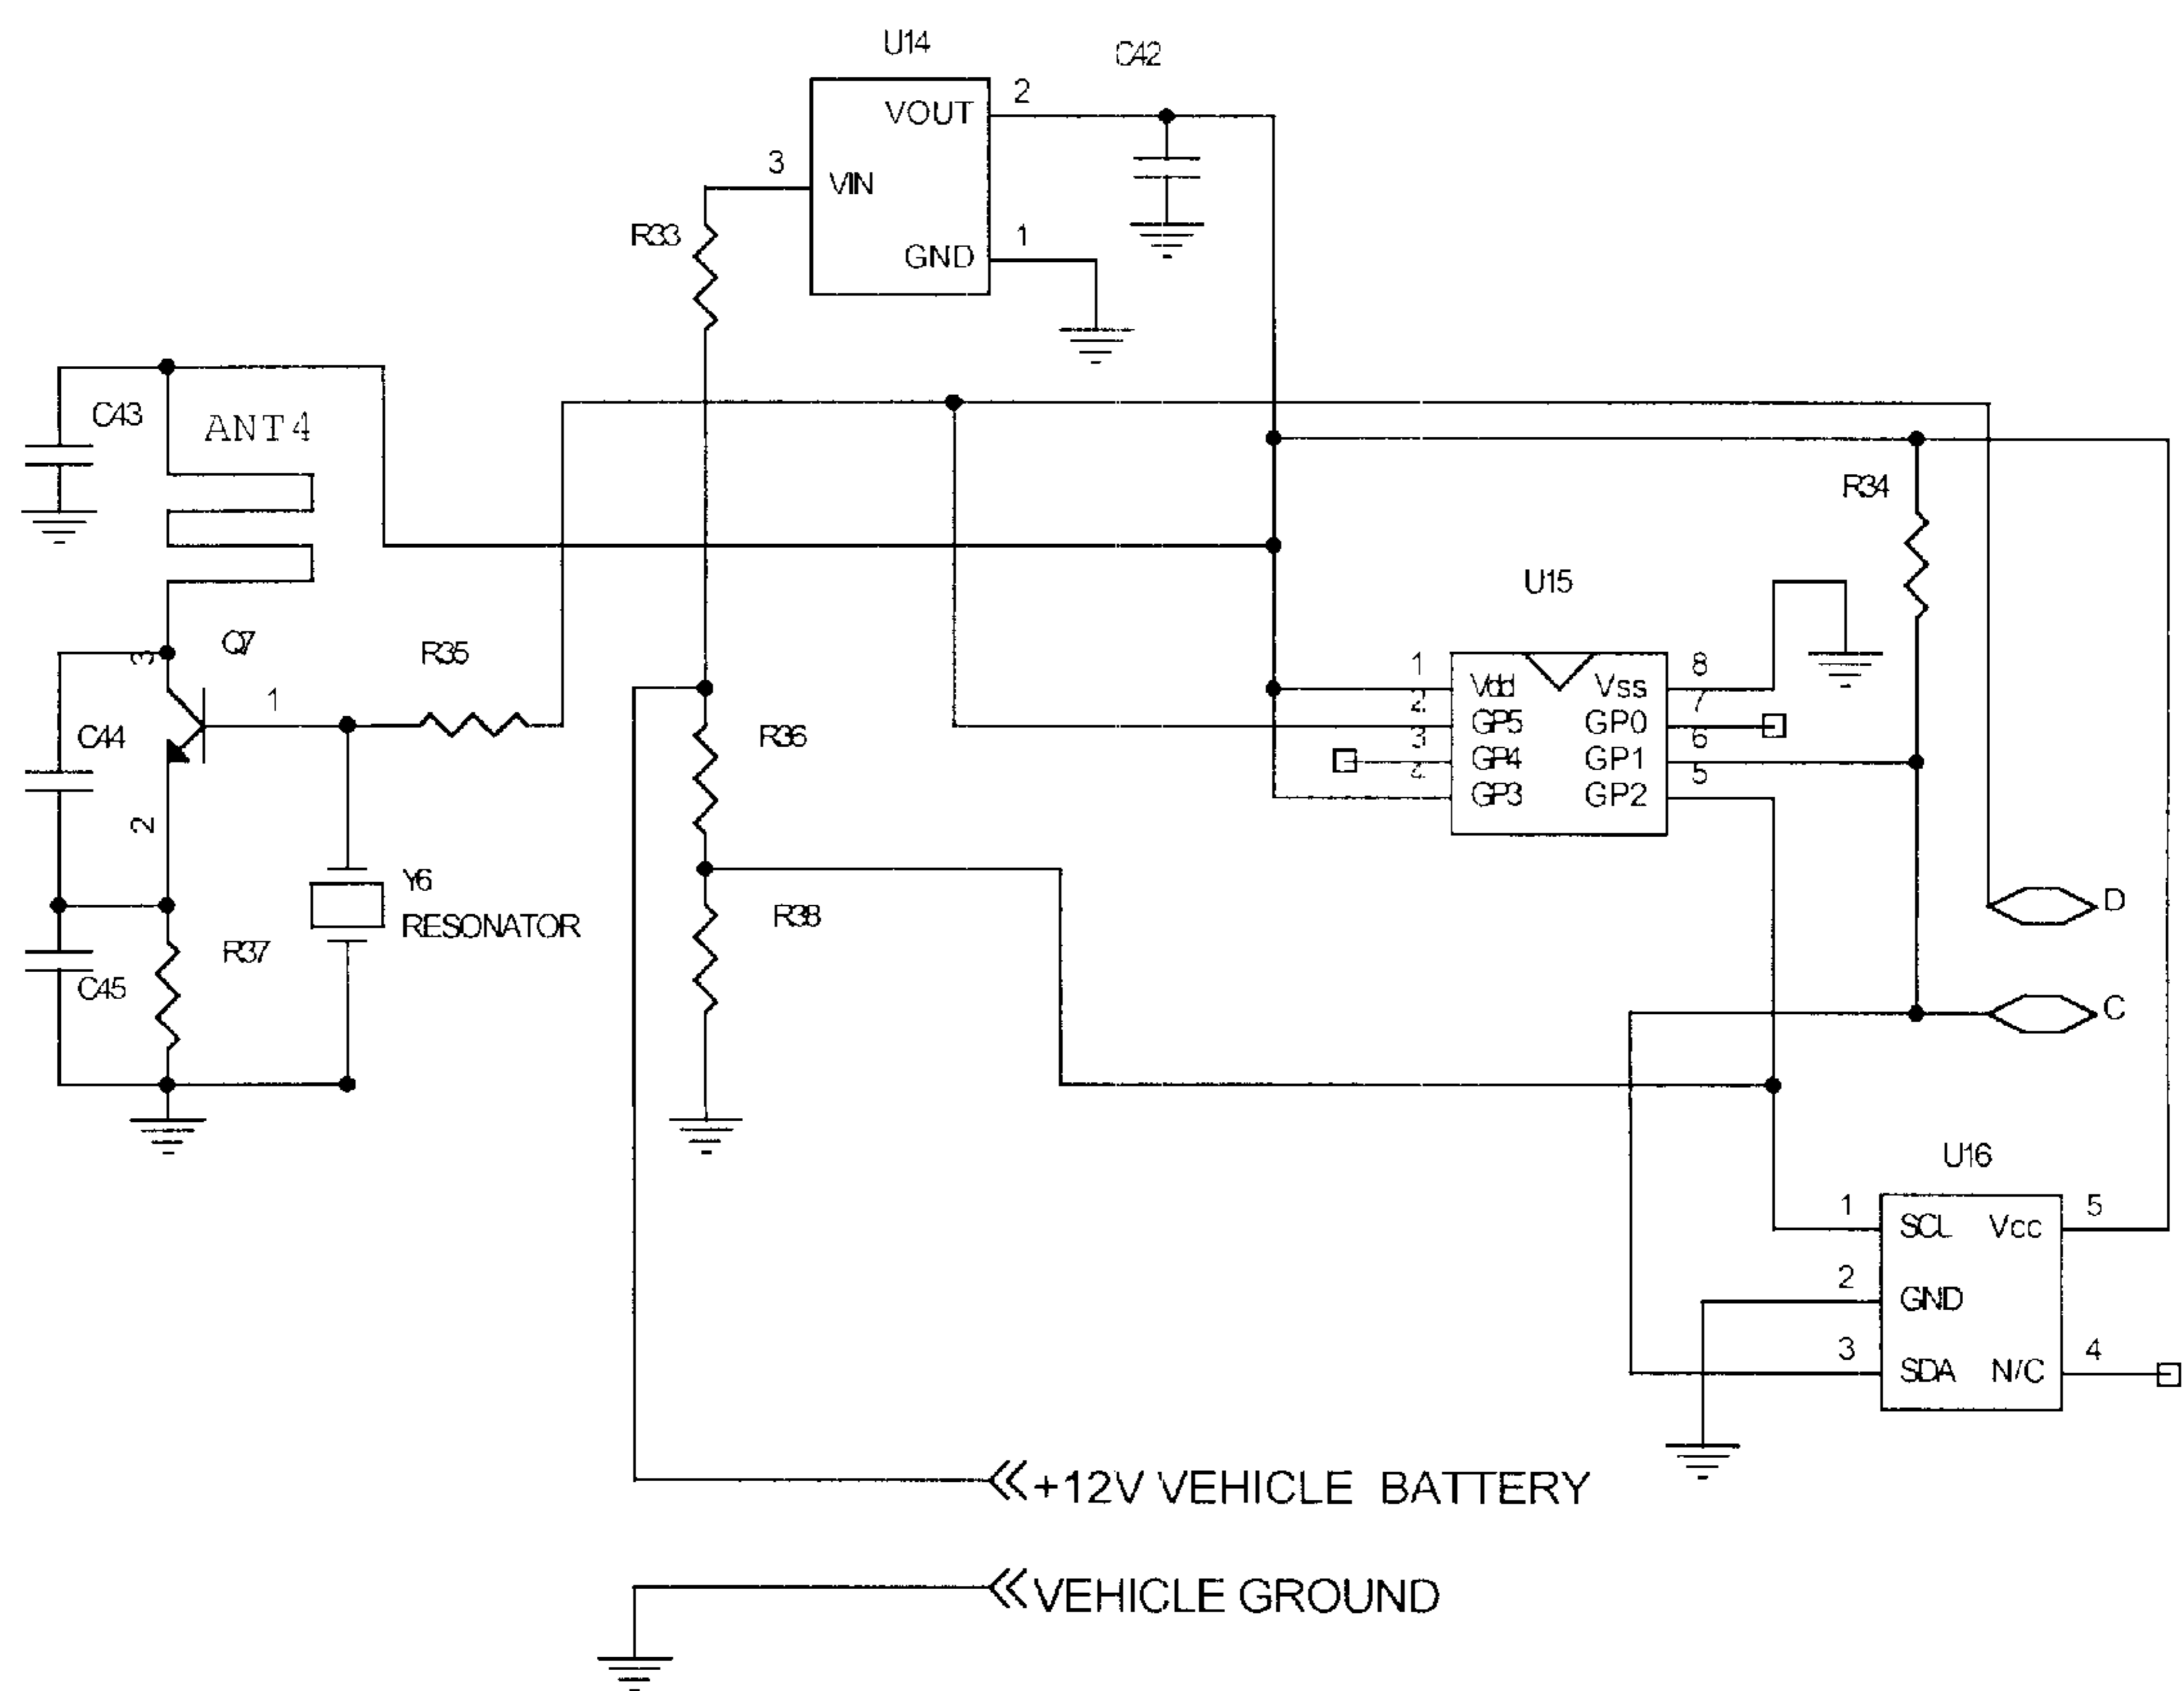 U14
C42
VOUT
2
3
VIN
R33
GND
1
C43
ANT4
R34
U15
Q7
R35
3
1
1
Vdd
Vss
8
2
GP5
GP0
7
3
GP4
GP1
6
4
GP3
GP2
5
C44
R36
2
Y6
RESONATOR
R38
D
R37
C45
C
U16
1
SCL
Vcc
5
2
GND
3
SDA
N/C
4
+12V VEHICLE BATTERY
VEHICLE GROUND